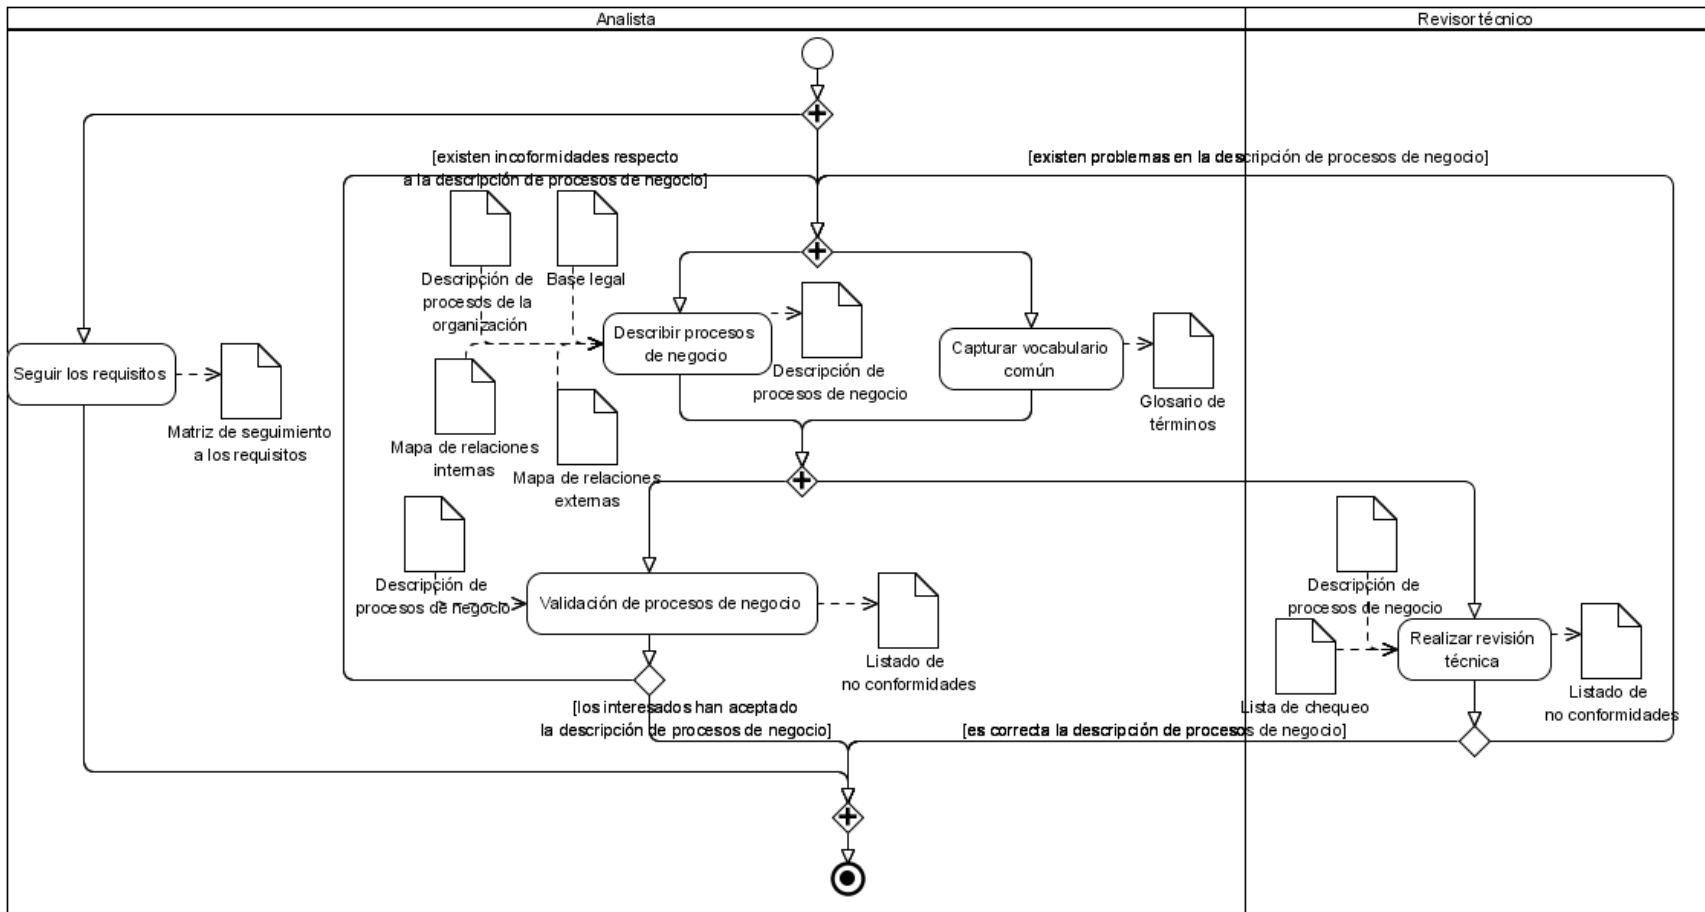 Analista
Revisor técnico
[existen incoformidades respecto
a la descripción de procesos de negocio]
[existen problemas en la descripción de procesos de negocio]
Descripción de
procesos de la
organización
Base legal
Describir procesos
de negocio
Descripción de
procesos de negocio
Capturar vocabulario
común
Glosario de
términos
Seguir los requisitos
Matriz de seguimiento
a los requisitos
Mapa de relaciones
internas
Mapa de relaciones
externas
Descripción de
procesos de negocio
Validación de procesos de negocio
Listado de
no conformidades
Descripción de
procesos de negocio
Realizar revisión
técnica
Lista de chequeo
Listado de
no conformidades
[los interesados han aceptado
la descripción de procesos de negocio]
[es correcta la descripción de procesos de negocio]